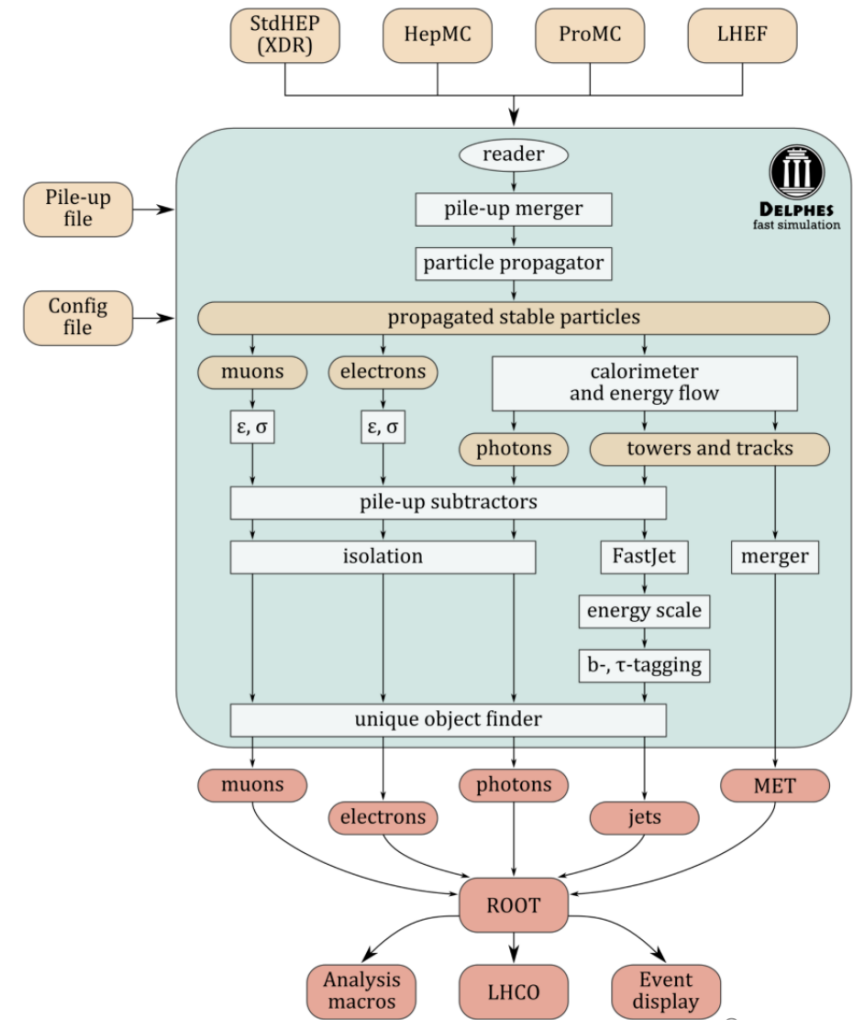 StdHEP
(XDR)
HepMC
ProMC
LHEF
reader
DELPHES
fast simulation
Pile-up
file
pile-up merger
particle propagator
Config
file
propagated stable particles
muons
electrons
calorimeter
and energy flow
ε, σ
ε, σ
photons
towers and tracks
pile-up subtractors
isolation
FastJet
merger
energy scale
b-, τ-tagging
unique object finder
muons
photons
MET
electrons
jets
ROOT
Analysis
macros
LHCO
Event
display